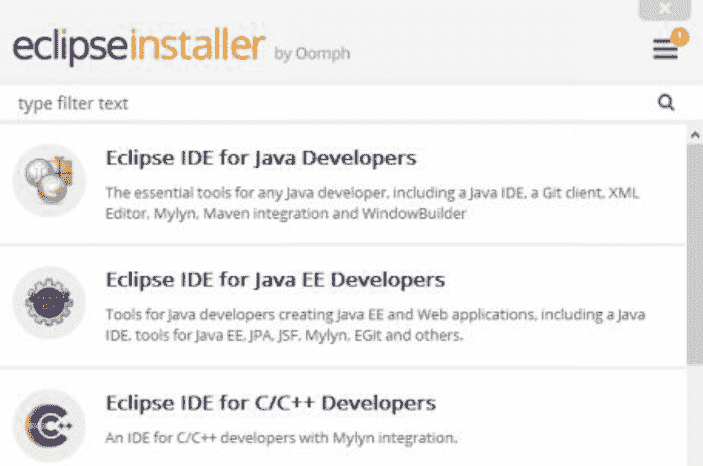 eclipseinstaller by Oomph
type filter text
Eclipse IDE for Java Developers
The essential tools for any Java developer, including a Java IDE, a Git client, XML
Editor, Mylyn, Maven integration and WindowBuilder
Eclipse IDE for Java EE Developers
Tools for Java developers creating Java EE and Web applications, including a Java
IDE, tools for Java EE, JPA, JSF, Mylyn, EGit and others.
Eclipse IDE for C/C++ Developers
An IDE for C/C++ developers with Mylyn integration.